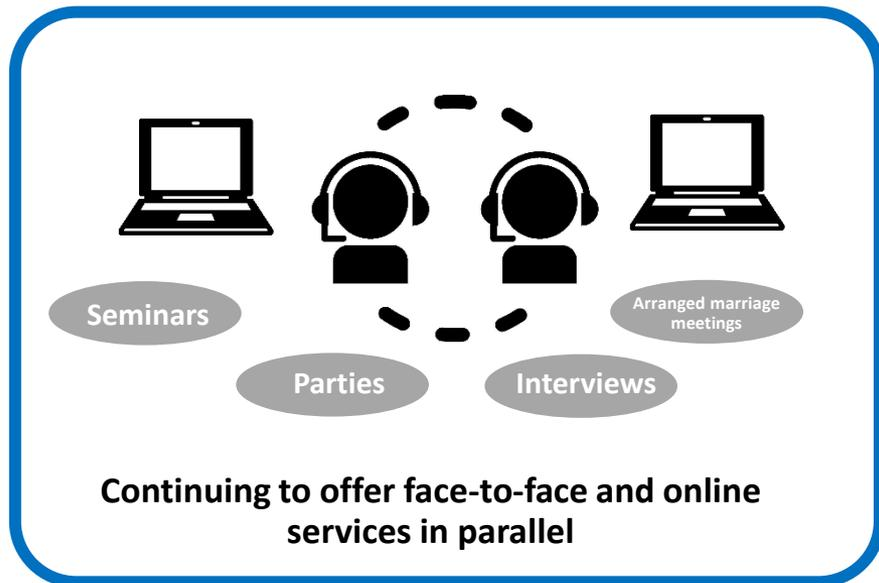 Seminars
Arranged marriage
meetings
Parties
Interviews
Continuing to offer face-to-face and online
services in parallel